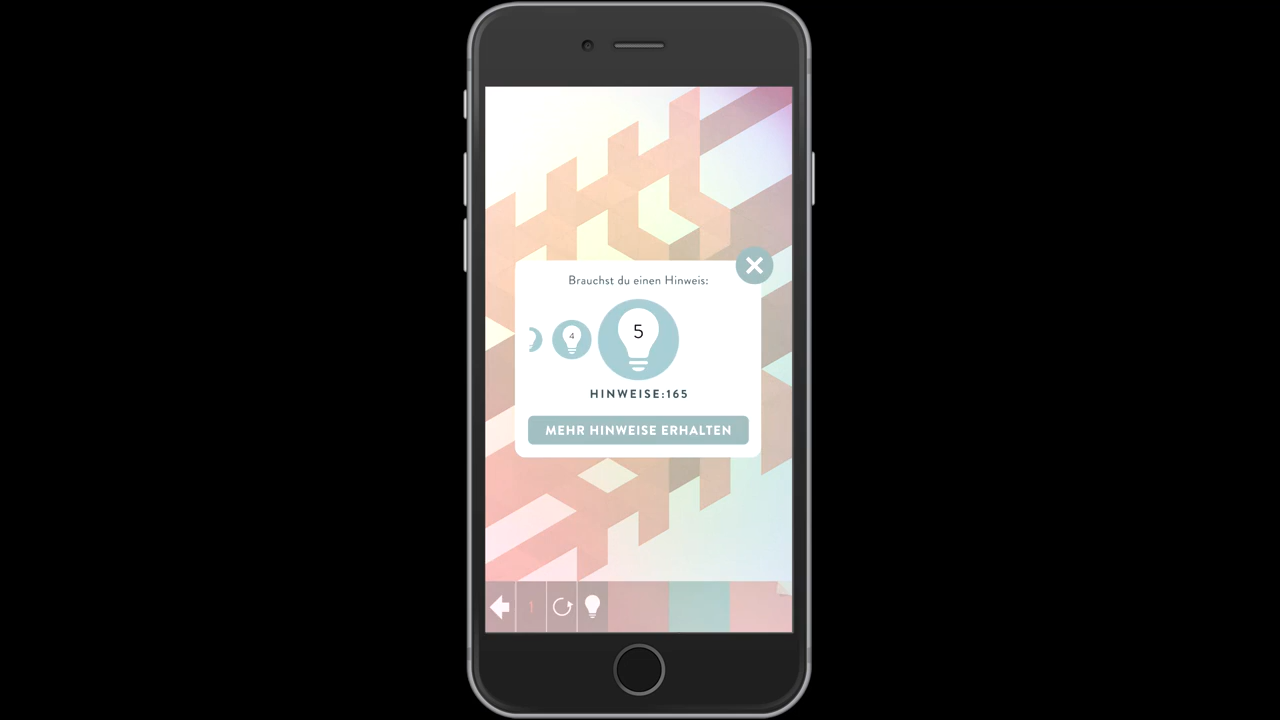 Brauchst du einen Hinweis:
4
5
HINWEISE:165
MEHR HINWEISE ERHALTEN
1